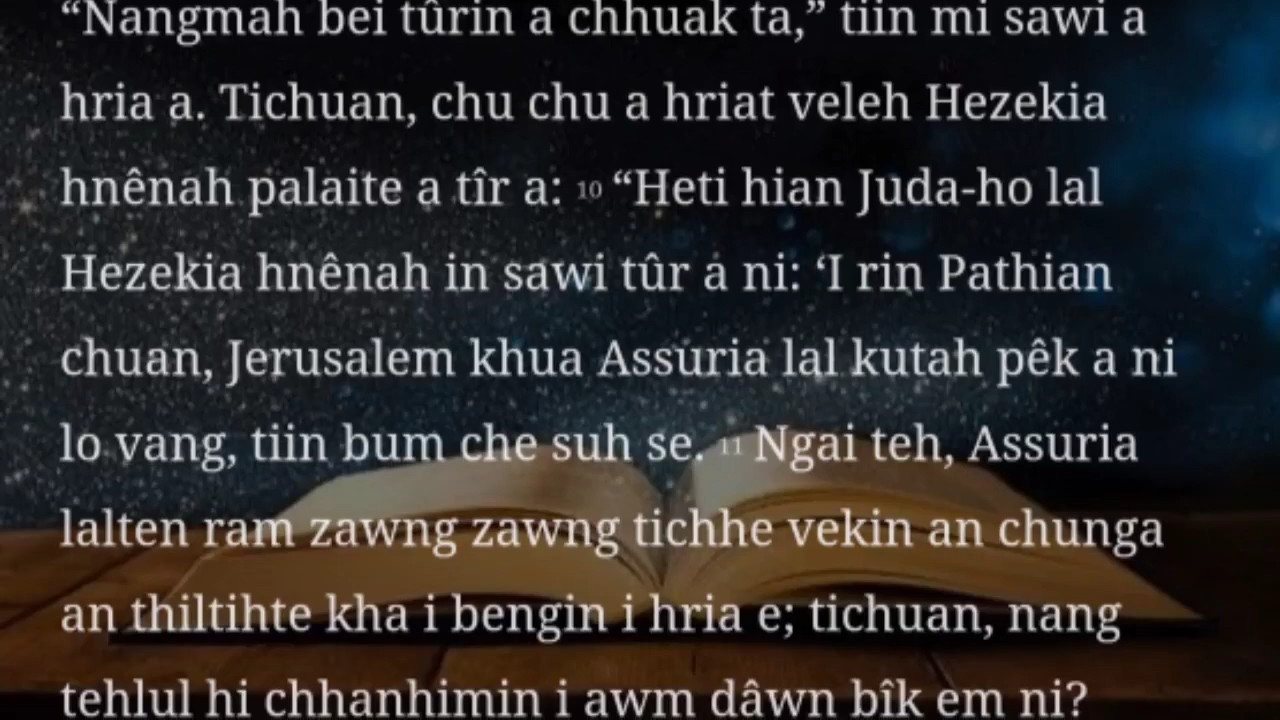 “Nangmah bei tûrin a chhuak ta,” tiin mi sawi a
hria a. Tichuan, chu chu a hriat veleh Hezekia
hnênah palaite a tîr a: 10 “Heti hian Juda-ho lal
Hezekia hnênah in sawi tûr a ni: ‘I rin Pathian
chuan, Jerusalem khua Assuria lal kutah pêk a ni
lo vang, tiin bum che suh se. 11 Ngai teh, Assuria
lalten ram zawng zawng tichhe vekin an chunga
an thiltihte kha i bengin i hria e; tichuan, nang
tehlul hi chhanhimin i awm dâwn bîk em ni?